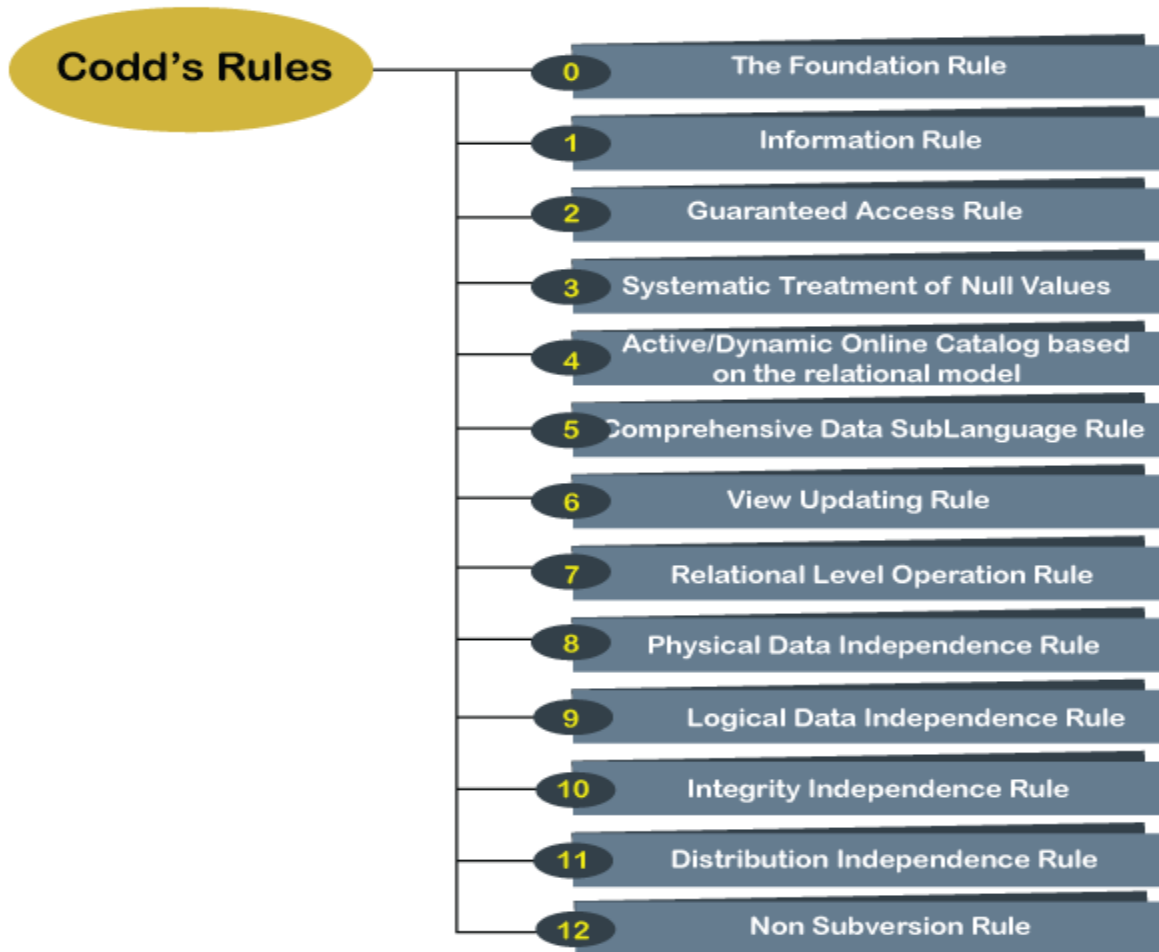 Codd's Rules
0 The Foundation Rule
1 Information Rule
2 Guaranteed Access Rule
3 Systematic Treatment of Null Values
4 Active/Dynamic Online Catalog based
on the relational model
5 Comprehensive Data SubLanguage Rule
6 View Updating Rule
7 Relational Level Operation Rule
8 Physical Data Independence Rule
9 Logical Data Independence Rule
10 Integrity Independence Rule
11 Distribution Independence Rule
12 Non Subversion Rule